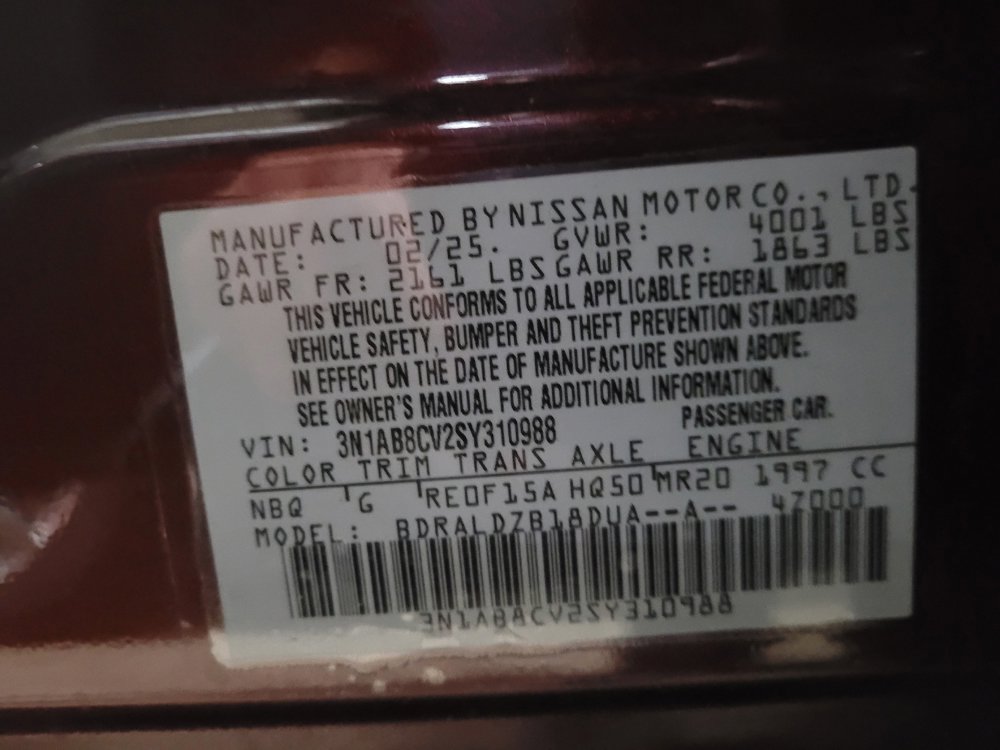 MANUFACTURED BY NISSAN MOTOR CO., LTD.
DATE: 02/25. GVWR: 4001 LBS
GAWR FR: 2161 LBS GAWR RR: 1863 LBS
THIS VEHICLE CONFORMS TO ALL APPLICABLE FEDERAL MOTOR
VEHICLE SAFETY, BUMPER AND THEFT PREVENTION STANDARDS
IN EFFECT ON THE DATE OF MANUFACTURE SHOWN ABOVE.
SEE OWNER'S MANUAL FOR ADDITIONAL INFORMATION.
VIN: 3N1AB8CV2SY310988 PASSENGER CAR.
COLOR TRIM TRANS AXLE ENGINE
NBQ G RE0F15A HQ50 MR20 1997 CC
MODEL: BDRALDZB18DUA--A-- 47000
3N1AB8CV2SY310988